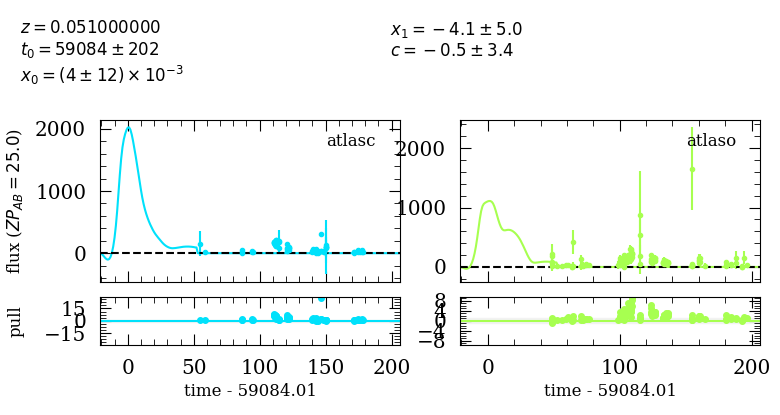 z = 0.051000000
t₀ = 59084 ± 202
x₀ = (4 ± 12) × 10⁻³
x₁ = −4.1 ± 5.0
c = −0.5 ± 3.4
flux (ZP_AB = 25.0)
2000
1000
0
atlasc
2000
1000
0
atlaso
pull
15
0
−15
8
4
0
−4
−8
0 50 100 150 200
0 100 200
time - 59084.01
time - 59084.01